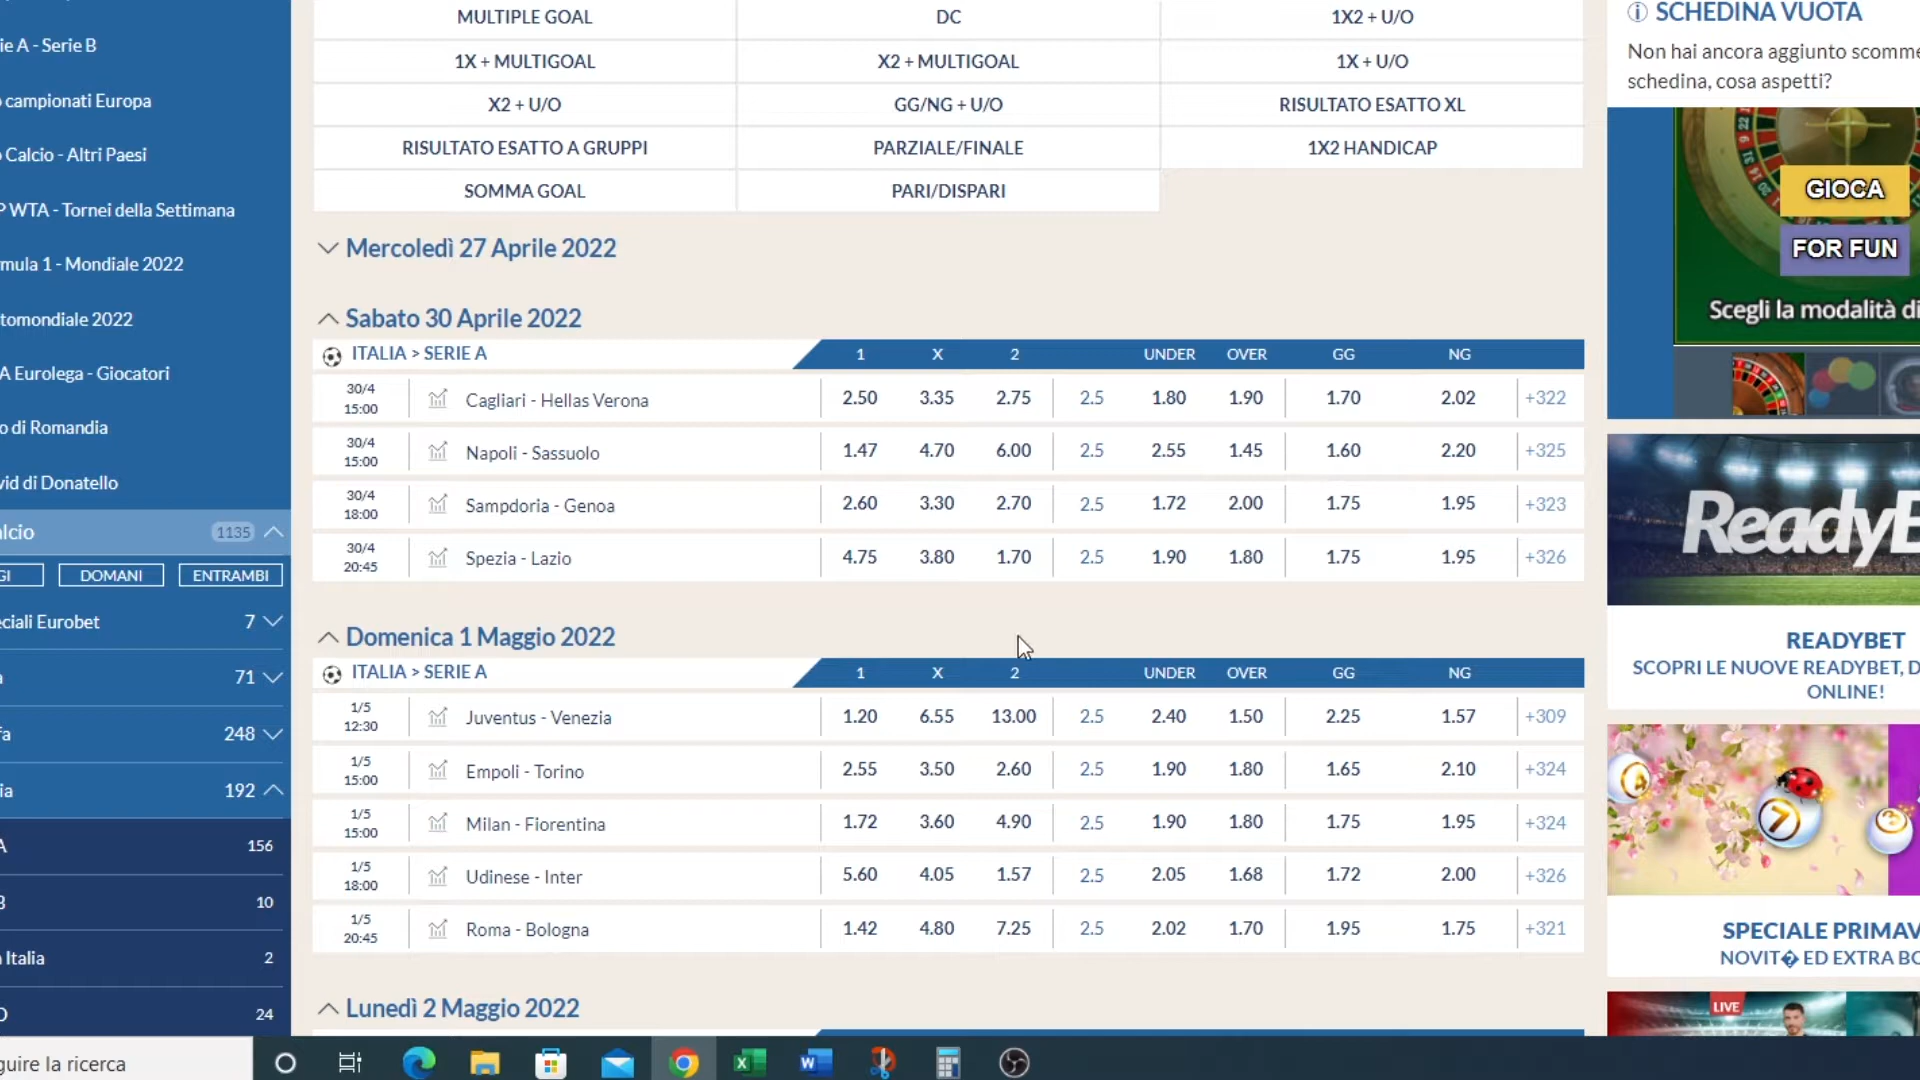 ie A - Serie B
campionati Europa
Calcio - Altri Paesi
P WTA - Tornei della Settimana
mula 1 - Mondiale 2022
tomondiale 2022
A Eurolega - Giocatori
o di Romandia
vid di Donatello
alcio 1135
GI DOMANI ENTRAMBI
eciali Eurobet 7
a 71
fa 248
ia 192
A 156
B 10
Italia 2
D 24
guire la ricerca
MULTIPLE GOAL DC 1X2 + U/O
1X + MULTIGOAL X2 + MULTIGOAL 1X + U/O
X2 + U/O GG/NG + U/O RISULTATO ESATTO XL
RISULTATO ESATTO A GRUPPI PARZIALE/FINALE 1X2 HANDICAP
SOMMA GOAL PARI/DISPARI
Mercoledì 27 Aprile 2022
Sabato 30 Aprile 2022
ITALIA > SERIE A 1 X 2 UNDER OVER GG NG
30/4 15:00 Cagliari - Hellas Verona 2.50 3.35 2.75 2.5 1.80 1.90 1.70 2.02 +322
30/4 15:00 Napoli - Sassuolo 1.47 4.70 6.00 2.5 2.55 1.45 1.60 2.20 +325
30/4 18:00 Sampdoria - Genoa 2.60 3.30 2.70 2.5 1.72 2.00 1.75 1.95 +323
30/4 20:45 Spezia - Lazio 4.75 3.80 1.70 2.5 1.90 1.80 1.75 1.95 +326
Domenica 1 Maggio 2022
ITALIA > SERIE A 1 X 2 UNDER OVER GG NG
1/5 12:30 Juventus - Venezia 1.20 6.55 13.00 2.5 2.40 1.50 2.25 1.57 +309
1/5 15:00 Empoli - Torino 2.55 3.50 2.60 2.5 1.90 1.80 1.65 2.10 +324
1/5 15:00 Milan - Fiorentina 1.72 3.60 4.90 2.5 1.90 1.80 1.75 1.95 +324
1/5 18:00 Udinese - Inter 5.60 4.05 1.57 2.5 2.05 1.68 1.72 2.00 +326
1/5 20:45 Roma - Bologna 1.42 4.80 7.25 2.5 2.02 1.70 1.95 1.75 +321
Lunedì 2 Maggio 2022
SCHEDINA VUOTA
Non hai ancora aggiunto scomme
schedina, cosa aspetti?
GIOCA
FOR FUN
Scegli la modalità di
ReadyB
READYBET
SCOPRI LE NUOVE READYBET, D
ONLINE!
4 7 3
SPECIALE PRIMAV
NOVIT� ED EXTRA BO
LIVE